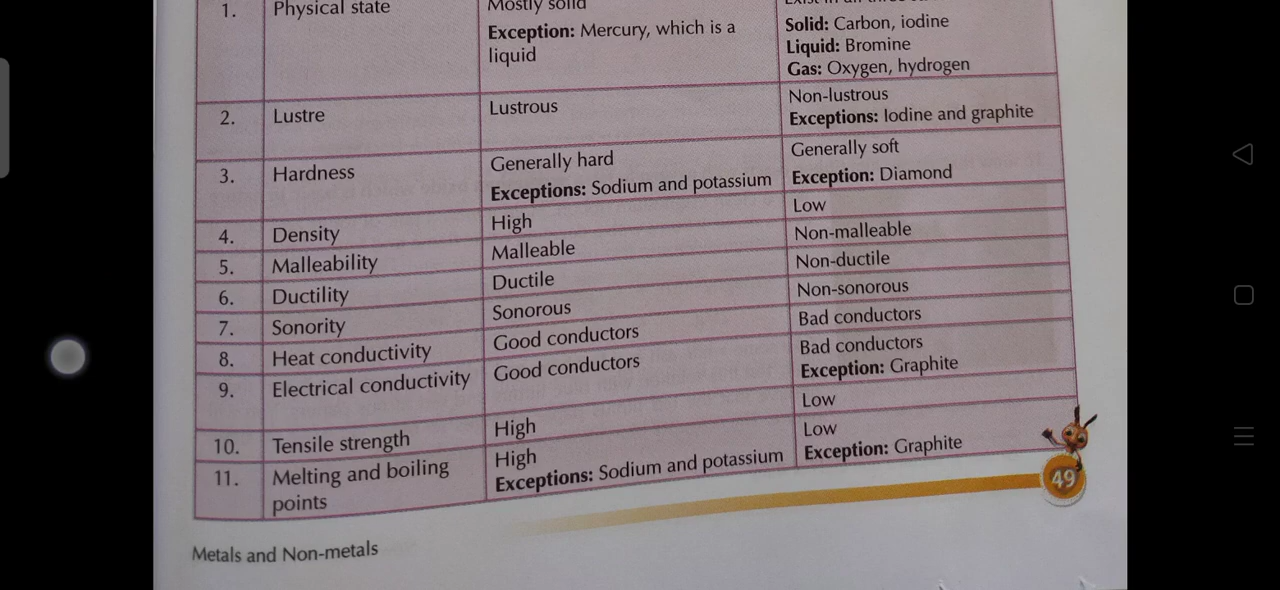 1. Physical state Mostly solid
Exception: Mercury, which is a
liquid
Solid: Carbon, iodine
Liquid: Bromine
Gas: Oxygen, hydrogen
2. Lustre Lustrous Non-lustrous
Exceptions: Iodine and graphite
3. Hardness Generally hard Generally soft
Exceptions: Sodium and potassium Exception: Diamond
4. Density High Low
5. Malleability Malleable Non-malleable
6. Ductility Ductile Non-ductile
7. Sonority Sonorous Non-sonorous
8. Heat conductivity Good conductors Bad conductors
9. Electrical conductivity Good conductors Bad conductors
Exception: Graphite
10. Tensile strength High Low
11. Melting and boiling High Low
points Exceptions: Sodium and potassium Exception: Graphite
49
Metals and Non-metals